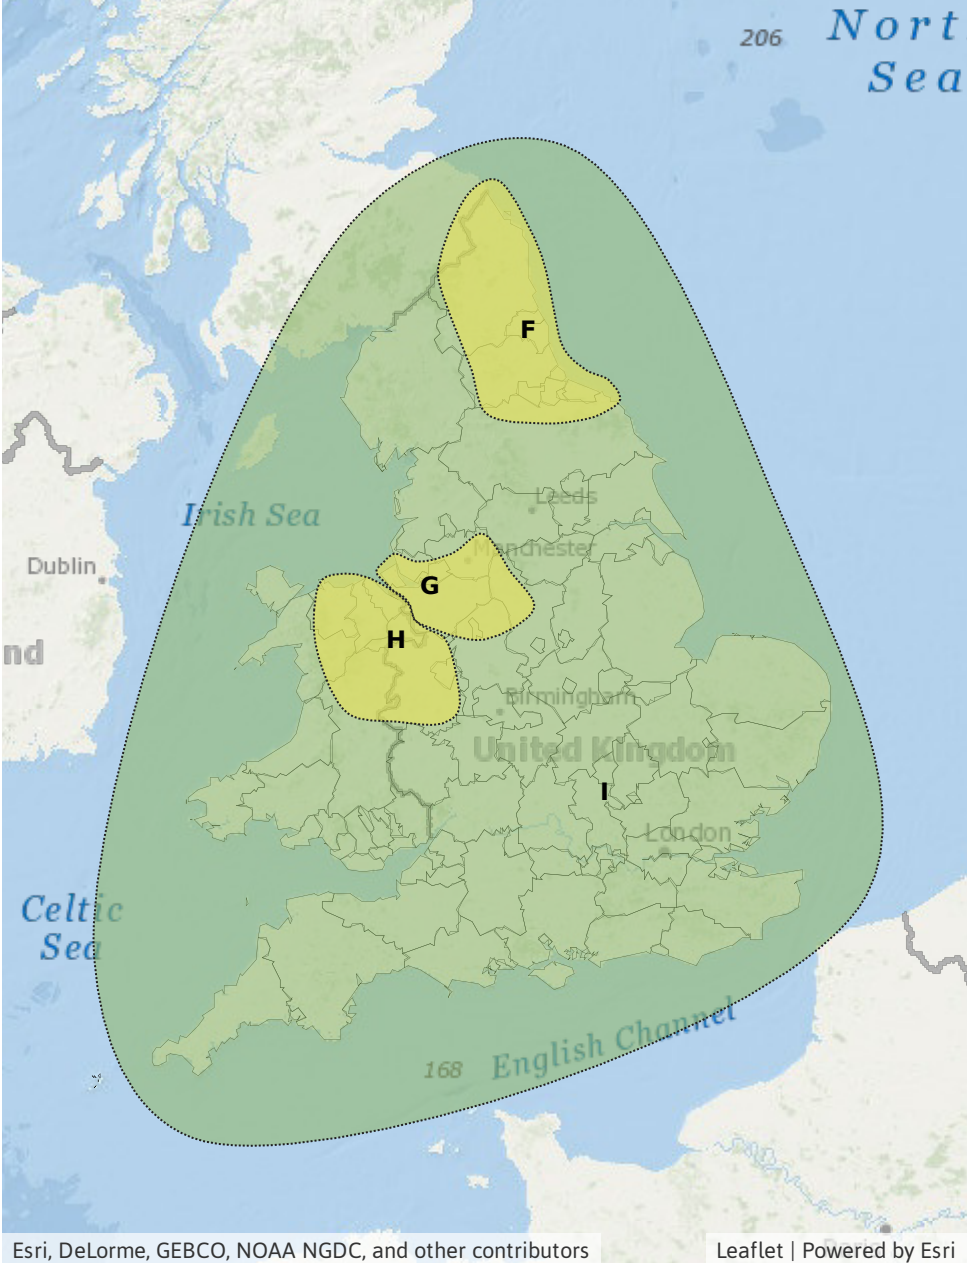 206
Nort
Sea
F
Leeds
Irish Sea
Manchester
Dublin
G
H
nd
Birmingham
United Kingdom
I
London
Celtic
Sea
English Channel
168
Paris
Esri, DeLorme, GEBCO, NOAA NGDC, and other contributors
Leaflet | Powered by Esri